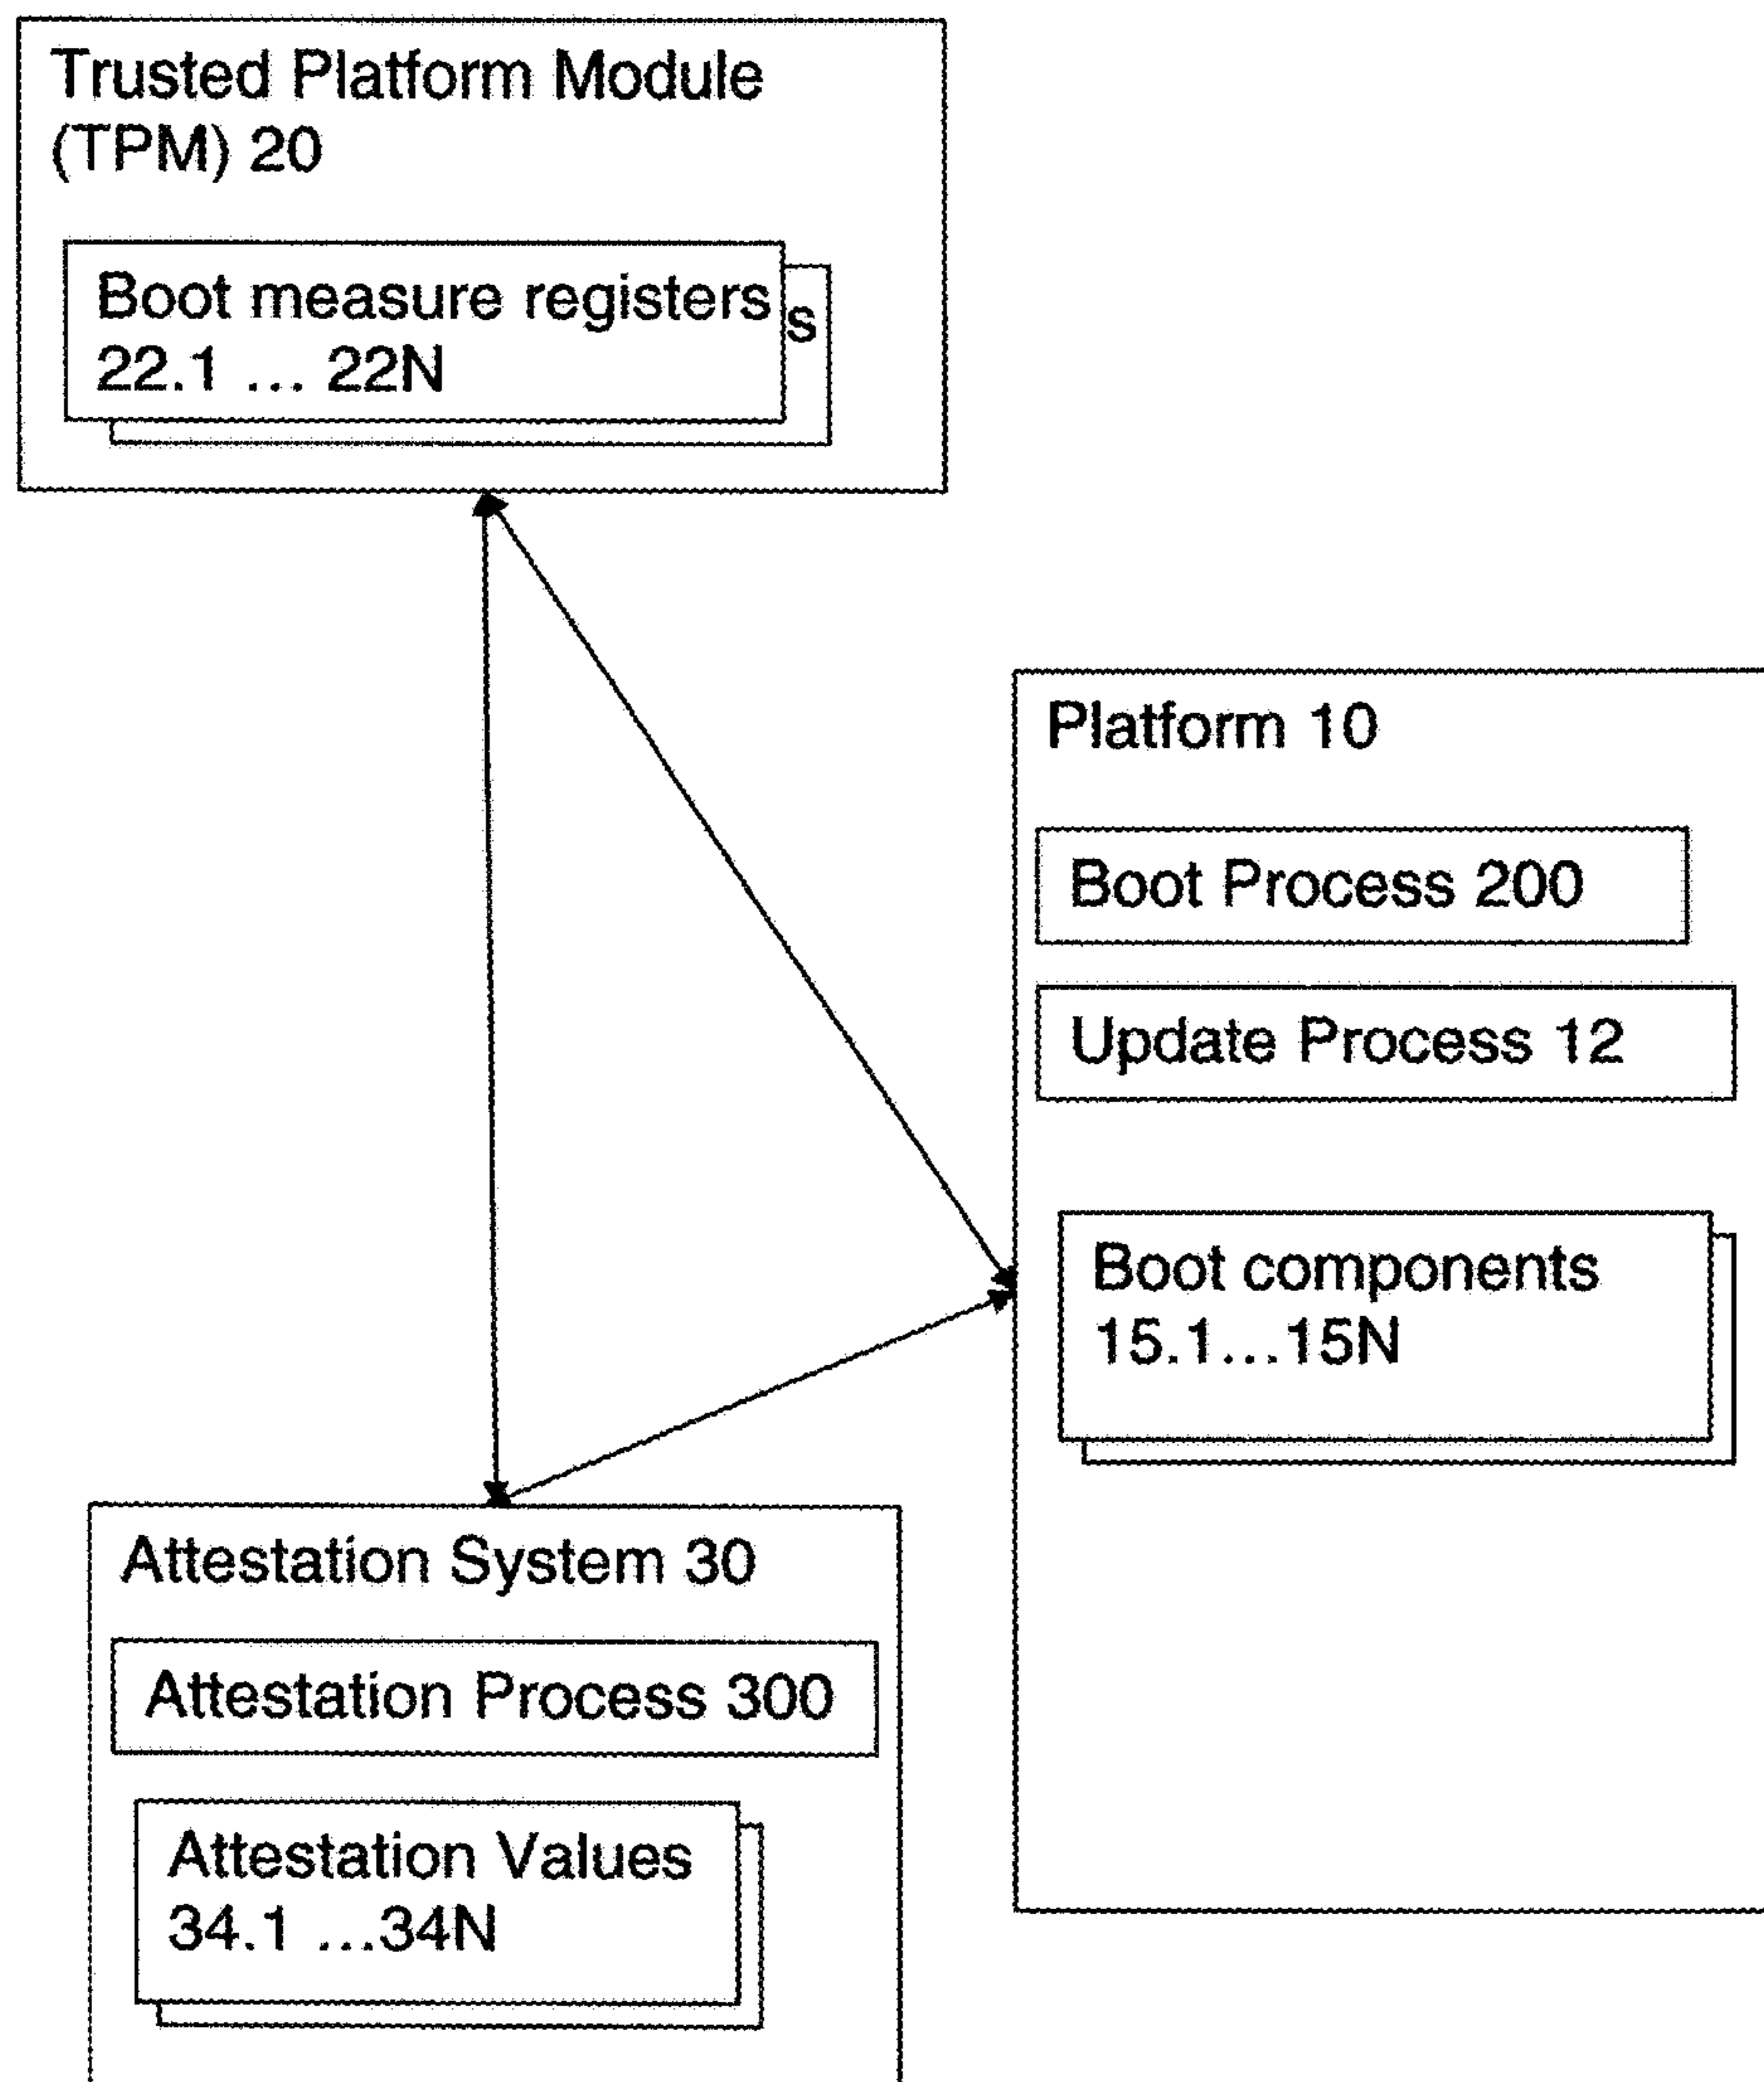 Trusted Platform Module
(TPM) 20
Boot measure registers
s
22.1 ... 22N
Platform 10
Boot Process 200
Update Process 12
Boot components
15.1...15N
Attestation System 30
Attestation Process 300
Attestation Values
34.1 ...34N